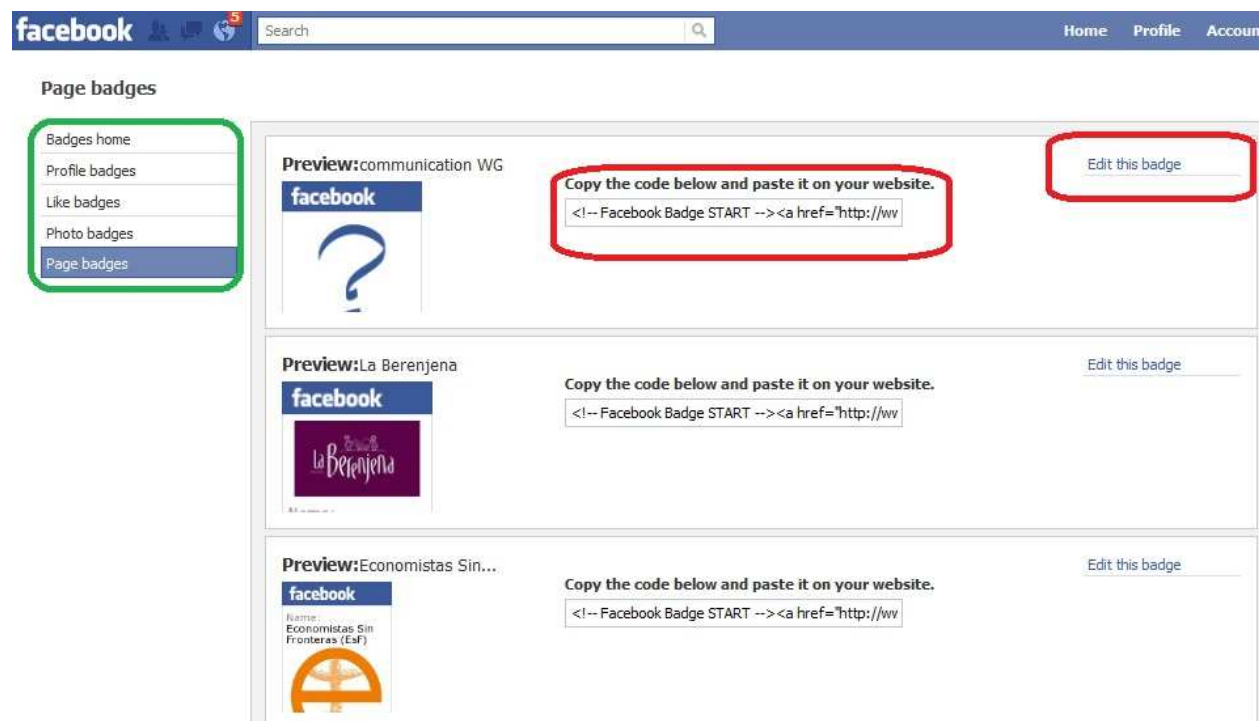 facebook
5
Search
Home Profile Accoun
Page badges
Badges home
Profile badges
Like badges
Photo badges
Page badges
Preview:communication WG
facebook
?
Copy the code below and paste it on your website.
<!-- Facebook Badge START --><a href="http://wv
Edit this badge
Preview:La Berenjena
facebook
La Berenjena
Name:
Copy the code below and paste it on your website.
<!-- Facebook Badge START --><a href="http://wv
Edit this badge
Preview:Economistas Sin...
facebook
Name:
Economistas Sin
Fronteras (EsF)
Copy the code below and paste it on your website.
<!-- Facebook Badge START --><a href="http://wv
Edit this badge